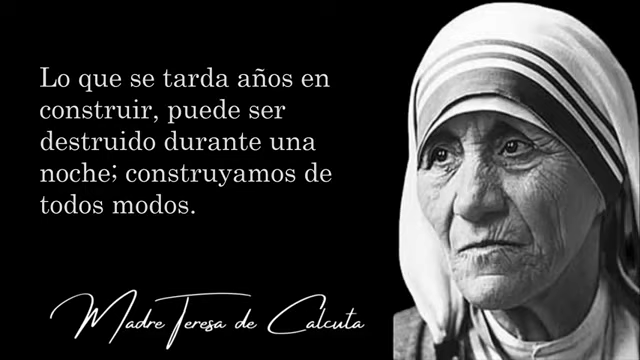 Lo que se tarda años en
construir, puede ser
destruido durante una
noche; construyamos de
todos modos.
Madre Teresa de Calcuta